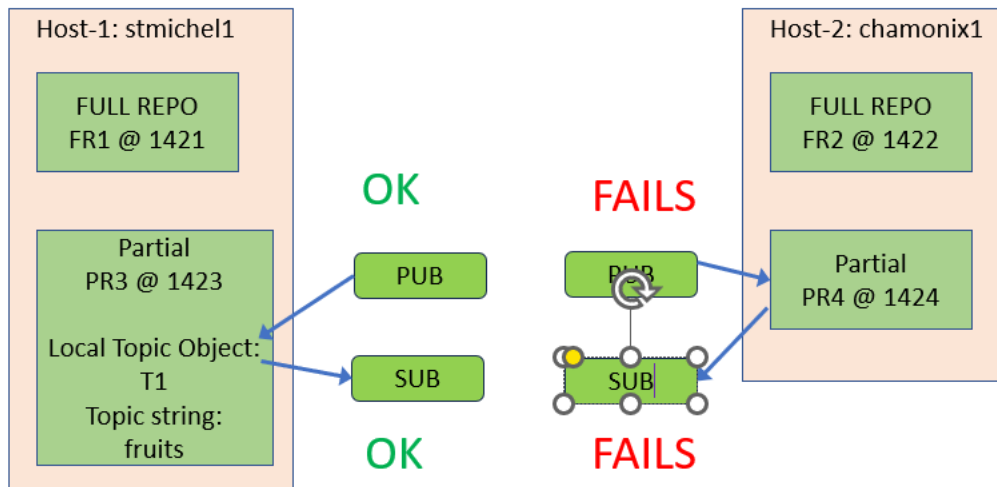 Host-1: stmichel1
FULL REPO
FR1 @ 1421
Partial
PR3 @ 1423
Local Topic Object:
T1
Topic string:
fruits
OK
PUB
SUB
OK
FAILS
PUB
SUB
FAILS
Host-2: chamonix1
FULL REPO
FR2 @ 1422
Partial
PR4 @ 1424